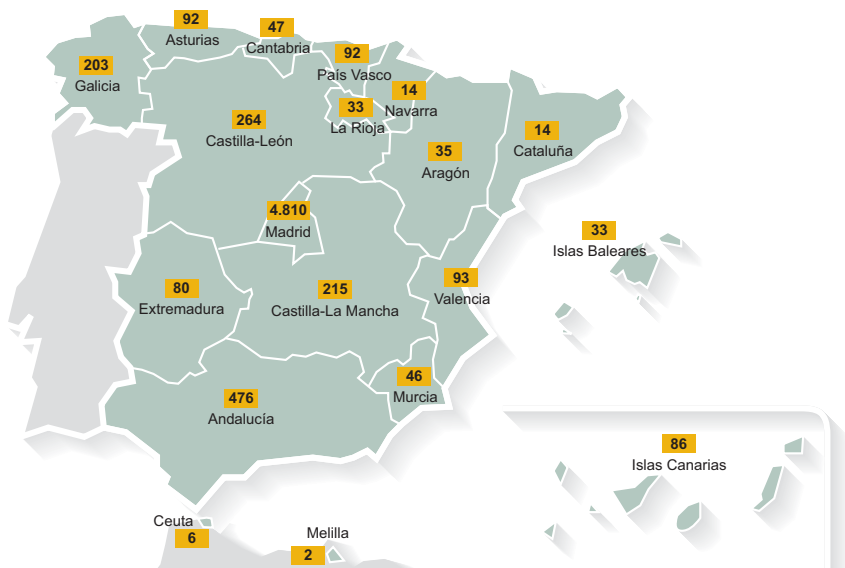 92
Asturias
47
Cantabria
92
País Vasco
203
Galicia
14
Navarra
33
La Rioja
264
Castilla-León
14
Cataluña
35
Aragón
4.810
Madrid
33
Islas Baleares
93
Valencia
80
Extremadura
215
Castilla-La Mancha
46
Murcia
476
Andalucía
86
Islas Canarias
Ceuta
6
Melilla
2